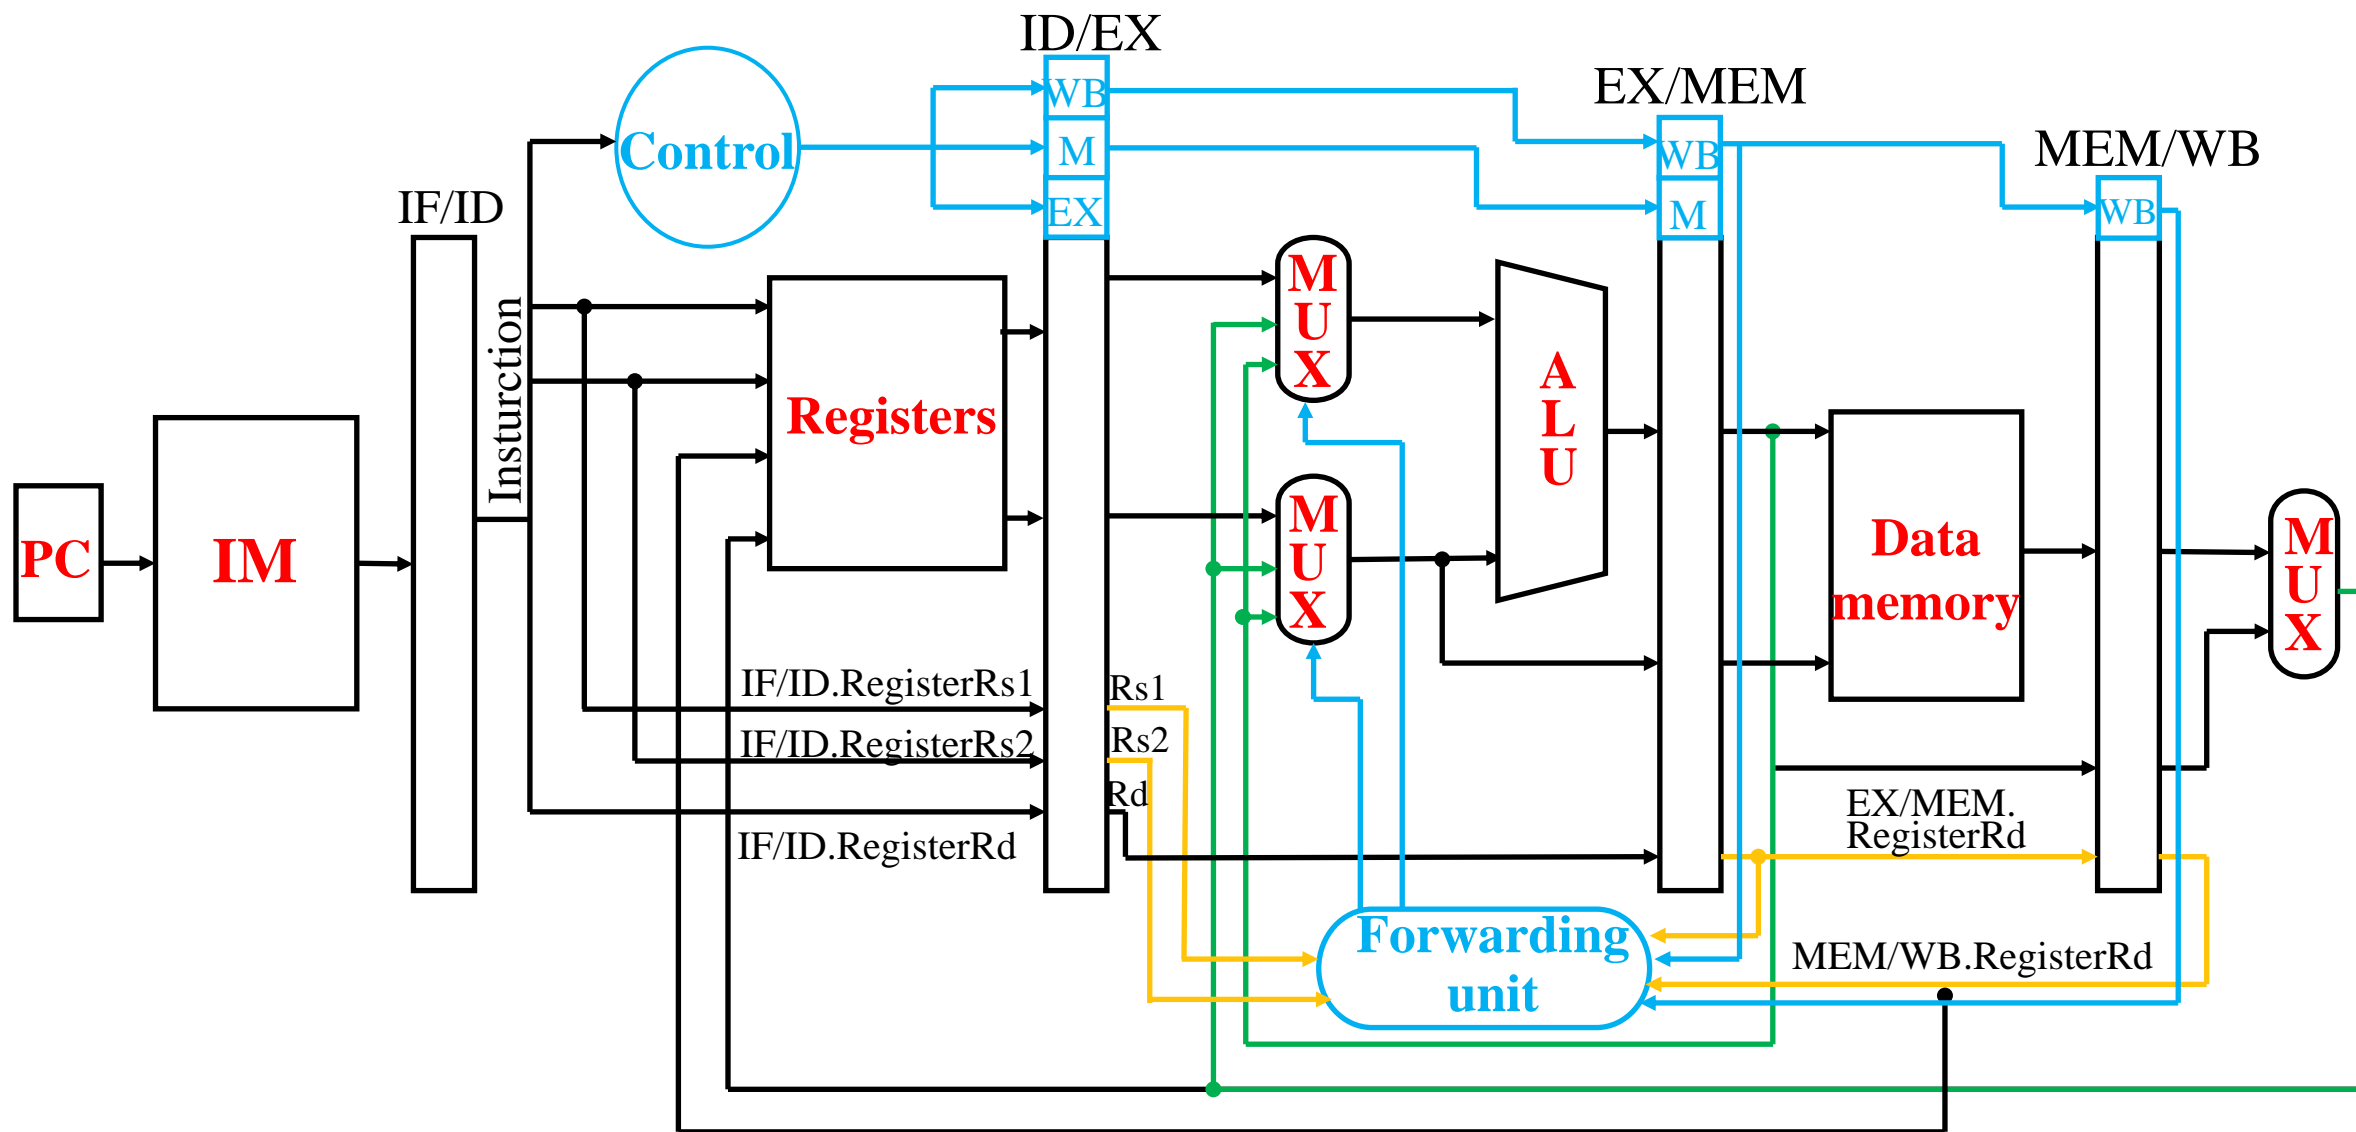 ID/EX
EX/MEM
MEM/WB
IF/ID
Control
WB
M
EX
WB
M
WB
Insturction
PC
IM
Registers
M
U
X
M
U
X
A
L
U
Data
memory
M
U
X
IF/ID.RegisterRs1
IF/ID.RegisterRs2
IF/ID.RegisterRd
Rs1
Rs2
Rd
EX/MEM.
RegisterRd
Forwarding
unit
MEM/WB.RegisterRd